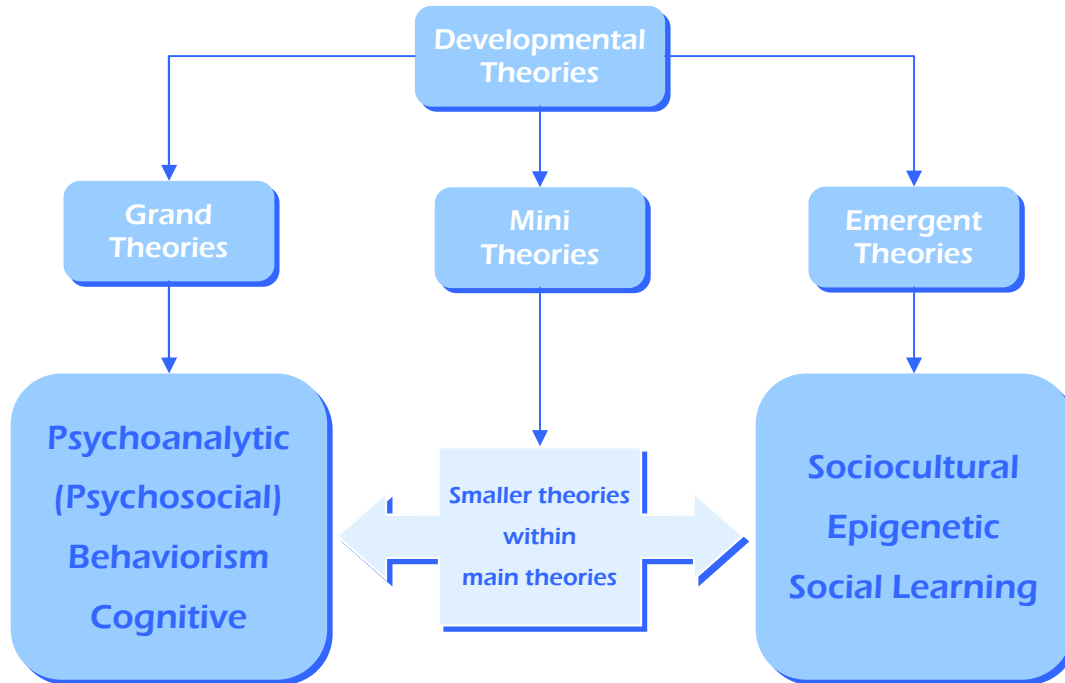 Developmental
Theories
Grand
Theories
Mini
Theories
Emergent
Theories
Psychoanalytic
(Psychosocial)
Behaviorism
Cognitive
Smaller theories
within
main theories
Sociocultural
Epigenetic
Social Learning